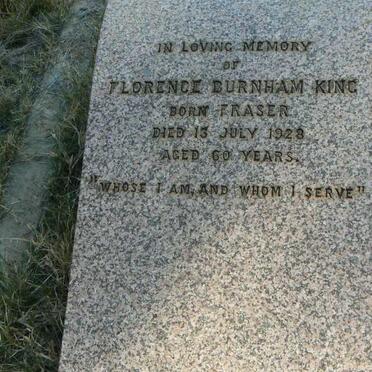 IN LOVING MEMORY
OF
FLORENCE BURNHAM KING
BORN FRASER
DIED 13 JULY 1928
AGED 60 YEARS.
"WHOSE I AM, AND WHOM I SERVE"